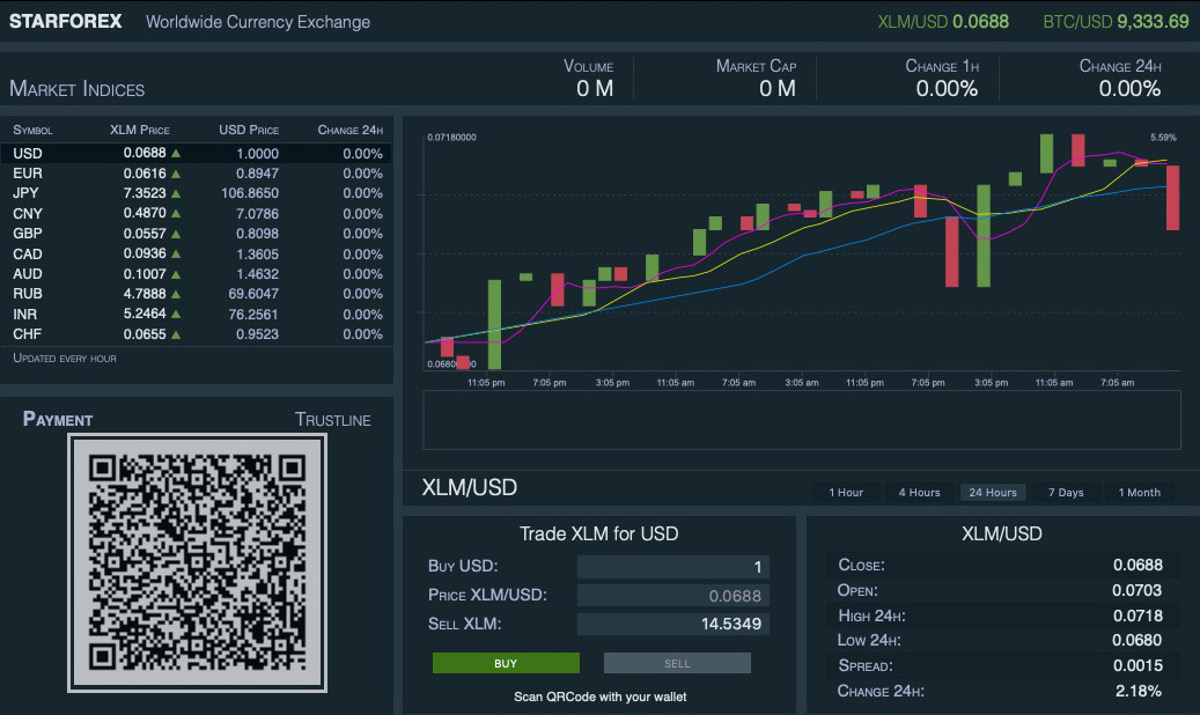 STARFOREX Worldwide Currency Exchange XLM/USD 0.0688 BTC/USD 9,333.69
MARKET INDICES
VOLUME MARKET CAP CHANGE 1H CHANGE 24H
0 M 0 M 0.00% 0.00%
SYMBOL XLM PRICE USD PRICE CHANGE 24H
USD 0.0688 ▲ 1.0000 0.00%
EUR 0.0616 ▲ 0.8947 0.00%
JPY 7.3523 ▲ 106.8650 0.00%
CNY 0.4870 ▲ 7.0786 0.00%
GBP 0.0557 ▲ 0.8098 0.00%
CAD 0.0936 ▲ 1.3605 0.00%
AUD 0.1007 ▲ 1.4632 0.00%
RUB 4.7888 ▲ 69.6047 0.00%
INR 5.2464 ▲ 76.2561 0.00%
CHF 0.0655 ▲ 0.9523 0.00%
UPDATED EVERY HOUR
0.07180000 5.59%
11:05 pm 7:05 pm 3:05 pm 11:05 am 7:05 am 3:05 am 11:05 pm 7:05 pm 3:05 pm 11:05 am 7:05 am
PAYMENT TRUSTLINE
XLM/USD
1 Hour 4 Hours 24 Hours 7 Days 1 Month
Trade XLM for USD
BUY USD: 1
PRICE XLM/USD: 0.0688
SELL XLM: 14.5349
BUY SELL
Scan QRCode with your wallet
XLM/USD
CLOSE: 0.0688
OPEN: 0.0703
HIGH 24H: 0.0718
LOW 24H: 0.0680
SPREAD: 0.0015
CHANGE 24H: 2.18%